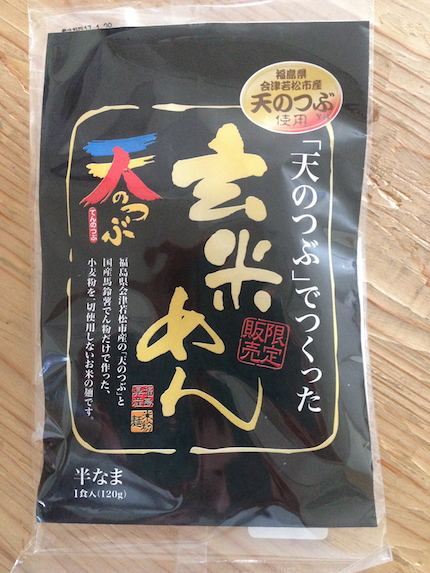 福島県
会津若松市産
天のつぶ
使用
「天のつぶ」でつくった
玄米めん
限定
販売
天のつぶ
てんのつぶ
福島県会津若松市産の「天のつぶ」と
国産馬鈴薯でん粉だけで作った、
小麦粉を一切使用しないお米の麺です。
半なま
1食入(120g)